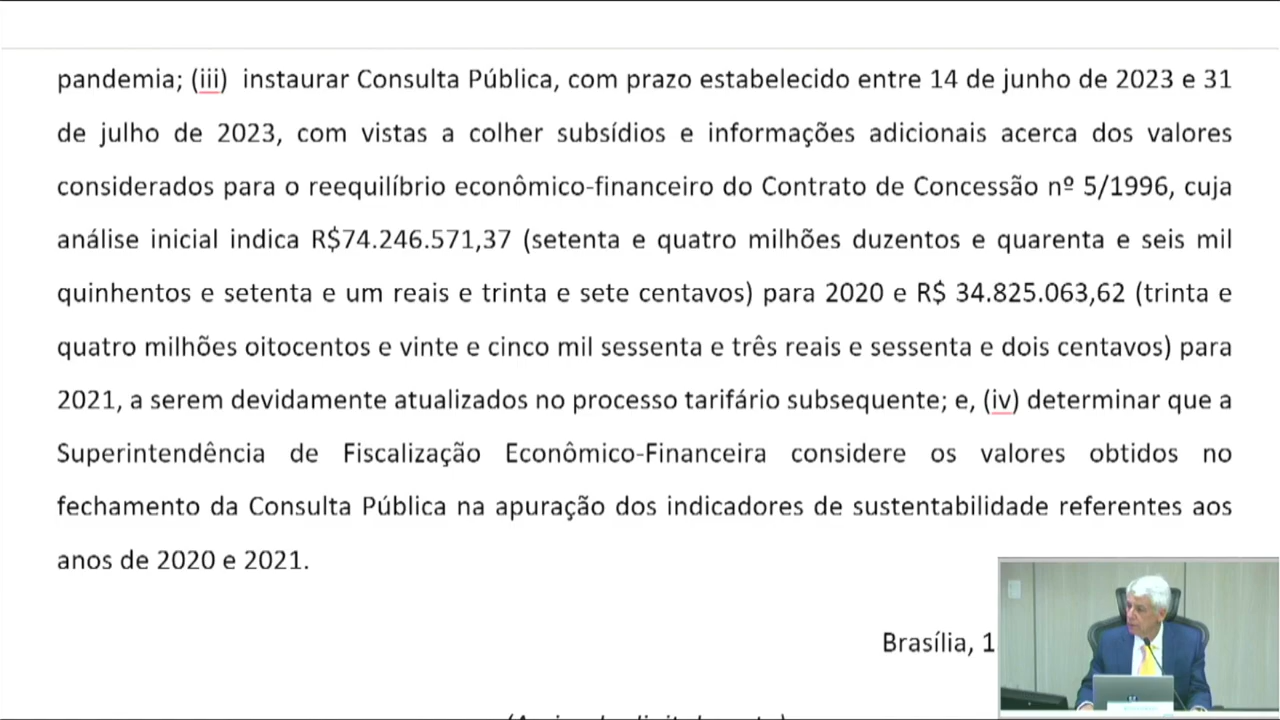 pandemia; (iii) instaurar Consulta Pública, com prazo estabelecido entre 14 de junho de 2023 e 31
de julho de 2023, com vistas a colher subsídios e informações adicionais acerca dos valores
considerados para o reequilíbrio econômico-financeiro do Contrato de Concessão nº 5/1996, cuja
análise inicial indica R$74.246.571,37 (setenta e quatro milhões duzentos e quarenta e seis mil
quinhentos e setenta e um reais e trinta e sete centavos) para 2020 e R$ 34.825.063,62 (trinta e
quatro milhões oitocentos e vinte e cinco mil sessenta e três reais e sessenta e dois centavos) para
2021, a serem devidamente atualizados no processo tarifário subsequente; e, (iv) determinar que a
Superintendência de Fiscalização Econômico-Financeira considere os valores obtidos no
fechamento da Consulta Pública na apuração dos indicadores de sustentabilidade referentes aos
anos de 2020 e 2021.
Brasília, 1